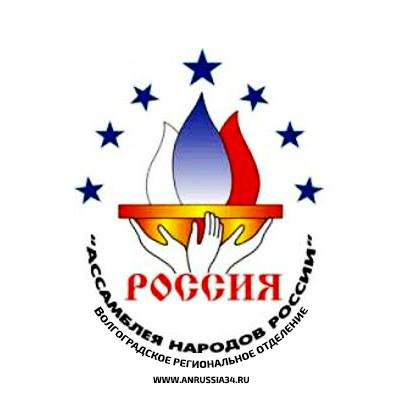 РОССИЯ
"АССАМБЛЕЯ НАРОДОВ РОССИИ"
ВОЛГОГРАДСКОЕ РЕГИОНАЛЬНОЕ ОТДЕЛЕНИЕ
WWW.ANRUSSIA34.RU